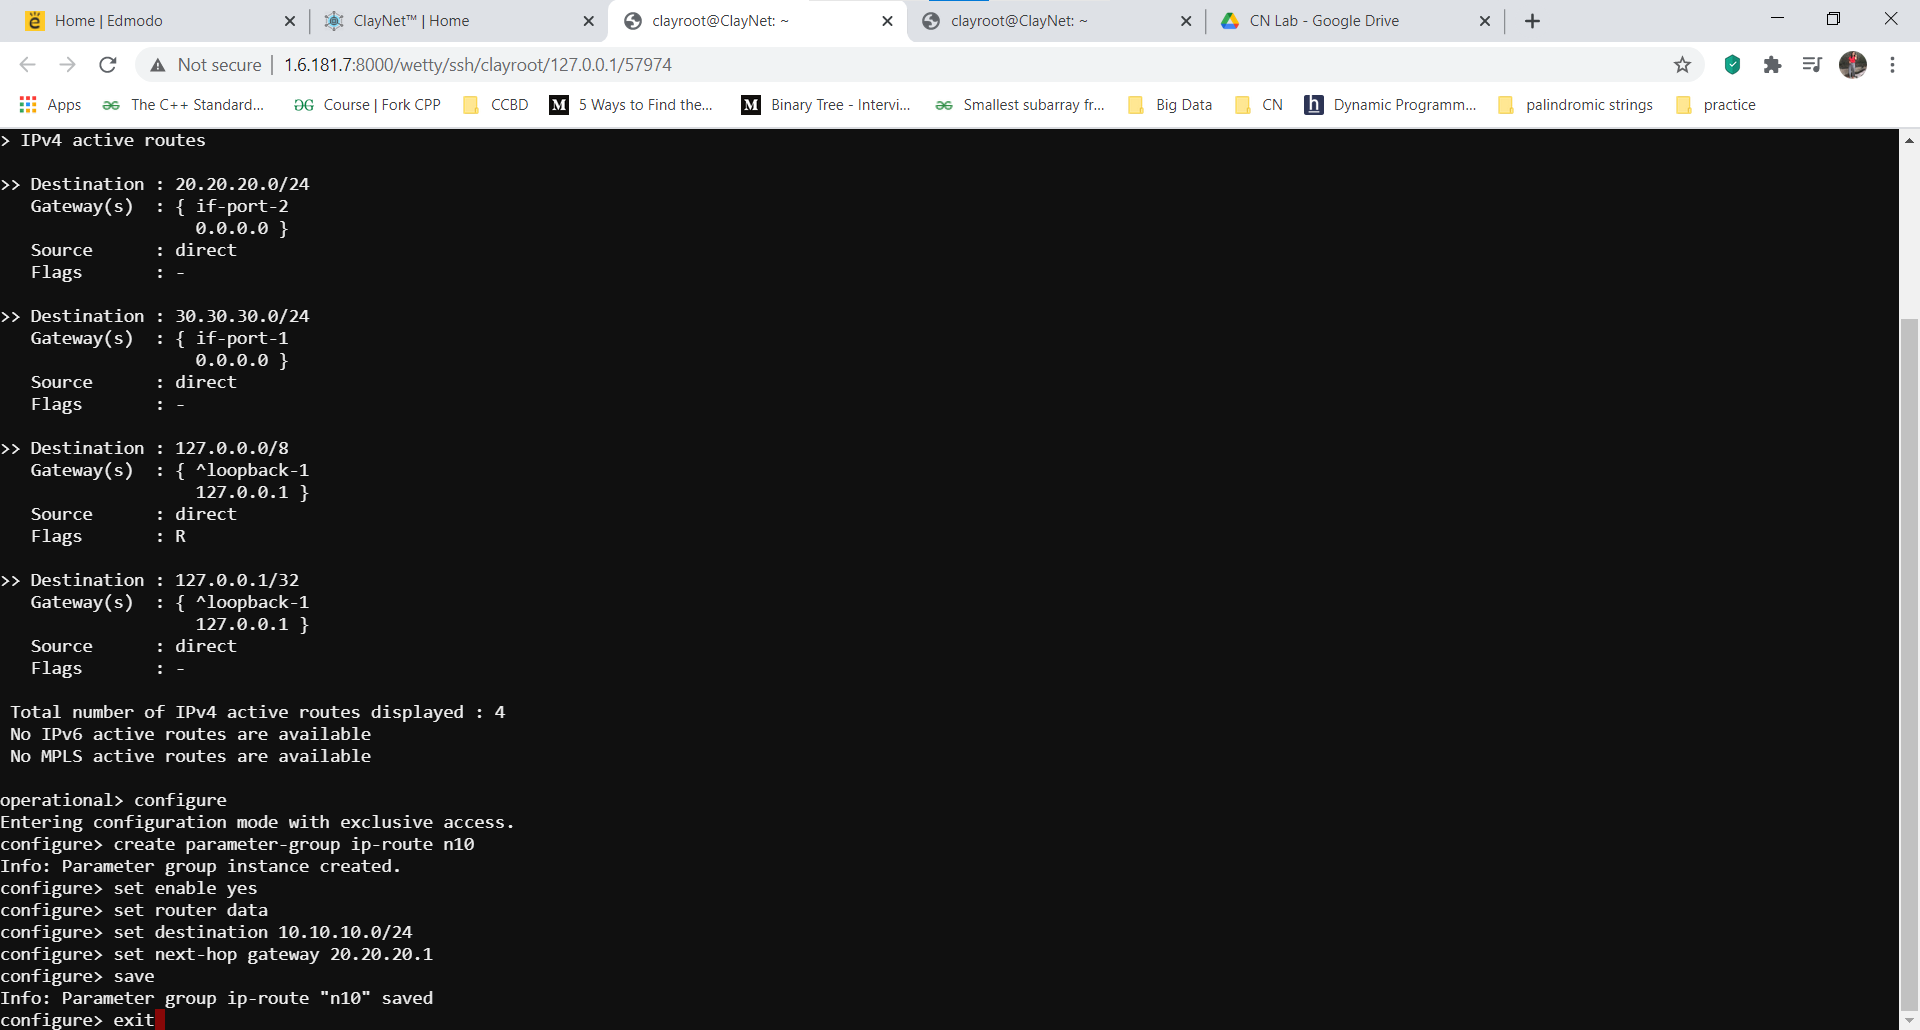 Home | Edmodo
ClayNet™ | Home
clayroot@ClayNet: ~
clayroot@ClayNet: ~
CN Lab - Google Drive
Not secure
1.6.181.7:8000/wetty/ssh/clayroot/127.0.0.1/57974
Apps
The C++ Standard...
Course | Fork CPP
CCBD
M
5 Ways to Find the...
M
Binary Tree - Intervi...
Smallest subarray fr...
Big Data
CN
h
Dynamic Programm...
palindromic strings
practice
> IPv4 active routes
>> Destination : 20.20.20.0/24
Gateway(s) : { if-port-2
0.0.0.0 }
Source : direct
Flags : -
>> Destination : 30.30.30.0/24
Gateway(s) : { if-port-1
0.0.0.0 }
Source : direct
Flags : -
>> Destination : 127.0.0.0/8
Gateway(s) : { ^loopback-1
127.0.0.1 }
Source : direct
Flags : R
>> Destination : 127.0.0.1/32
Gateway(s) : { ^loopback-1
127.0.0.1 }
Source : direct
Flags : -
Total number of IPv4 active routes displayed : 4
No IPv6 active routes are available
No MPLS active routes are available
operational> configure
Entering configuration mode with exclusive access.
configure> create parameter-group ip-route n10
Info: Parameter group instance created.
configure> set enable yes
configure> set router data
configure> set destination 10.10.10.0/24
configure> set next-hop gateway 20.20.20.1
configure> save
Info: Parameter group ip-route "n10" saved
configure> exit